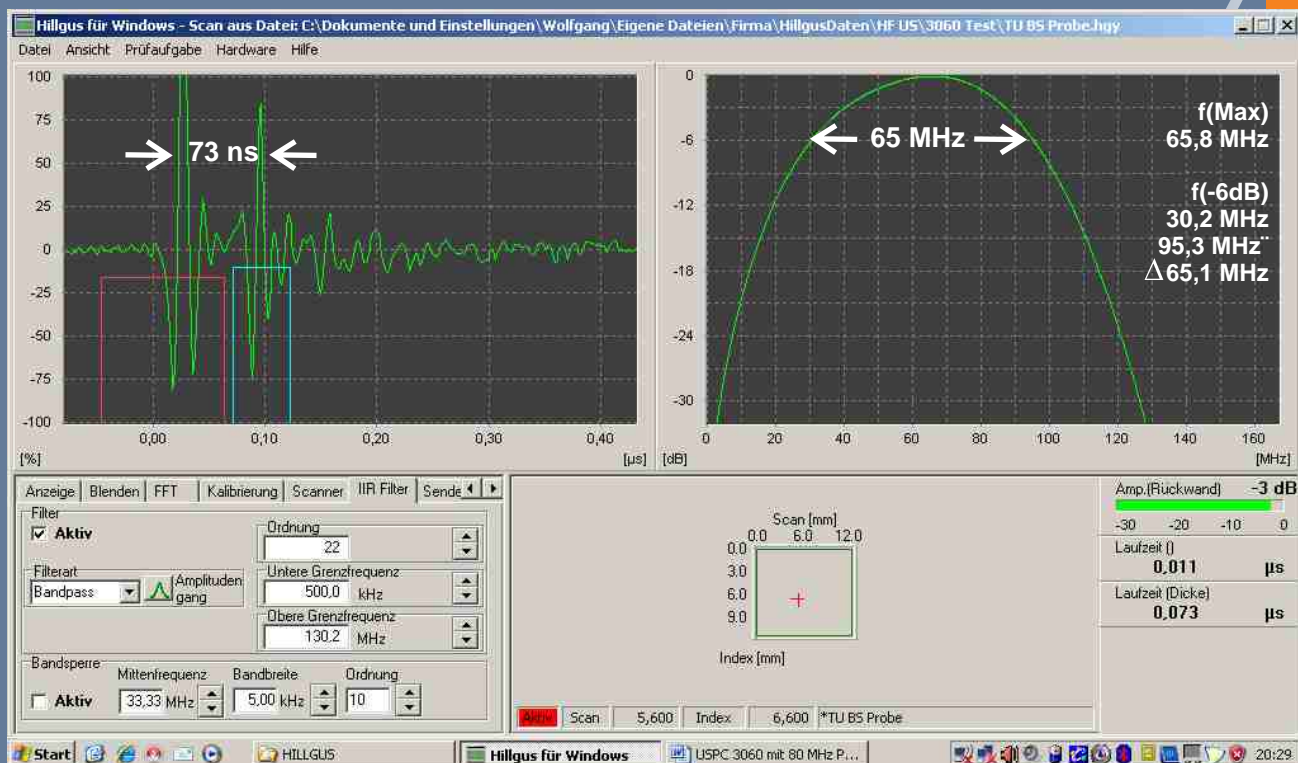 Hillgus für Windows - Scan aus Datei: C:\Dokumente und Einstellungen\Wolfgang\Eigene Dateien\Firma\HillgusDaten\HF US\3060 Test\TU BS Probe.hgy
Datei Ansicht Prüfaufgabe Hardware Hilfe
100
75
50
25
0
-25
-50
-75
-100
73 ns
0,00 0,10 0,20 0,30 0,40
[%] [µs]
0
-6
-12
-18
-24
-30
65 MHz
f(Max)
65,8 MHz
f(-6dB)
30,2 MHz
95,3 MHz¨
Δ65,1 MHz
0 20 40 60 80 100 120 140 160
[dB] [MHz]
Anzeige Blenden FFT Kalibrierung Scanner IIR Filter Sende
Filter
Aktiv
Filterart
Bandpass
Amplituden
gang
Ordnung
22
Untere Grenzfrequenz
500,0 kHz
Obere Grenzfrequenz
130,2 MHz
Bandsperre
Mittenfrequenz Bandbreite Ordnung
Aktiv 33,33 MHz 5,00 kHz 10
Scan [mm]
0.0 6.0 12.0
0.0
3.0
6.0
9.0
Index [mm]
Aktiv Scan 5,600 Index 6,600 *TU BS Probe
Amp.(Rückwand) -3 dB
-30 -20 -10 0
Laufzeit ()
0,011 µs
Laufzeit (Dicke)
0,073 µs
Start HILLGUS Hillgus für Windows USPC 3060 mit 80 MHz P... 20:29